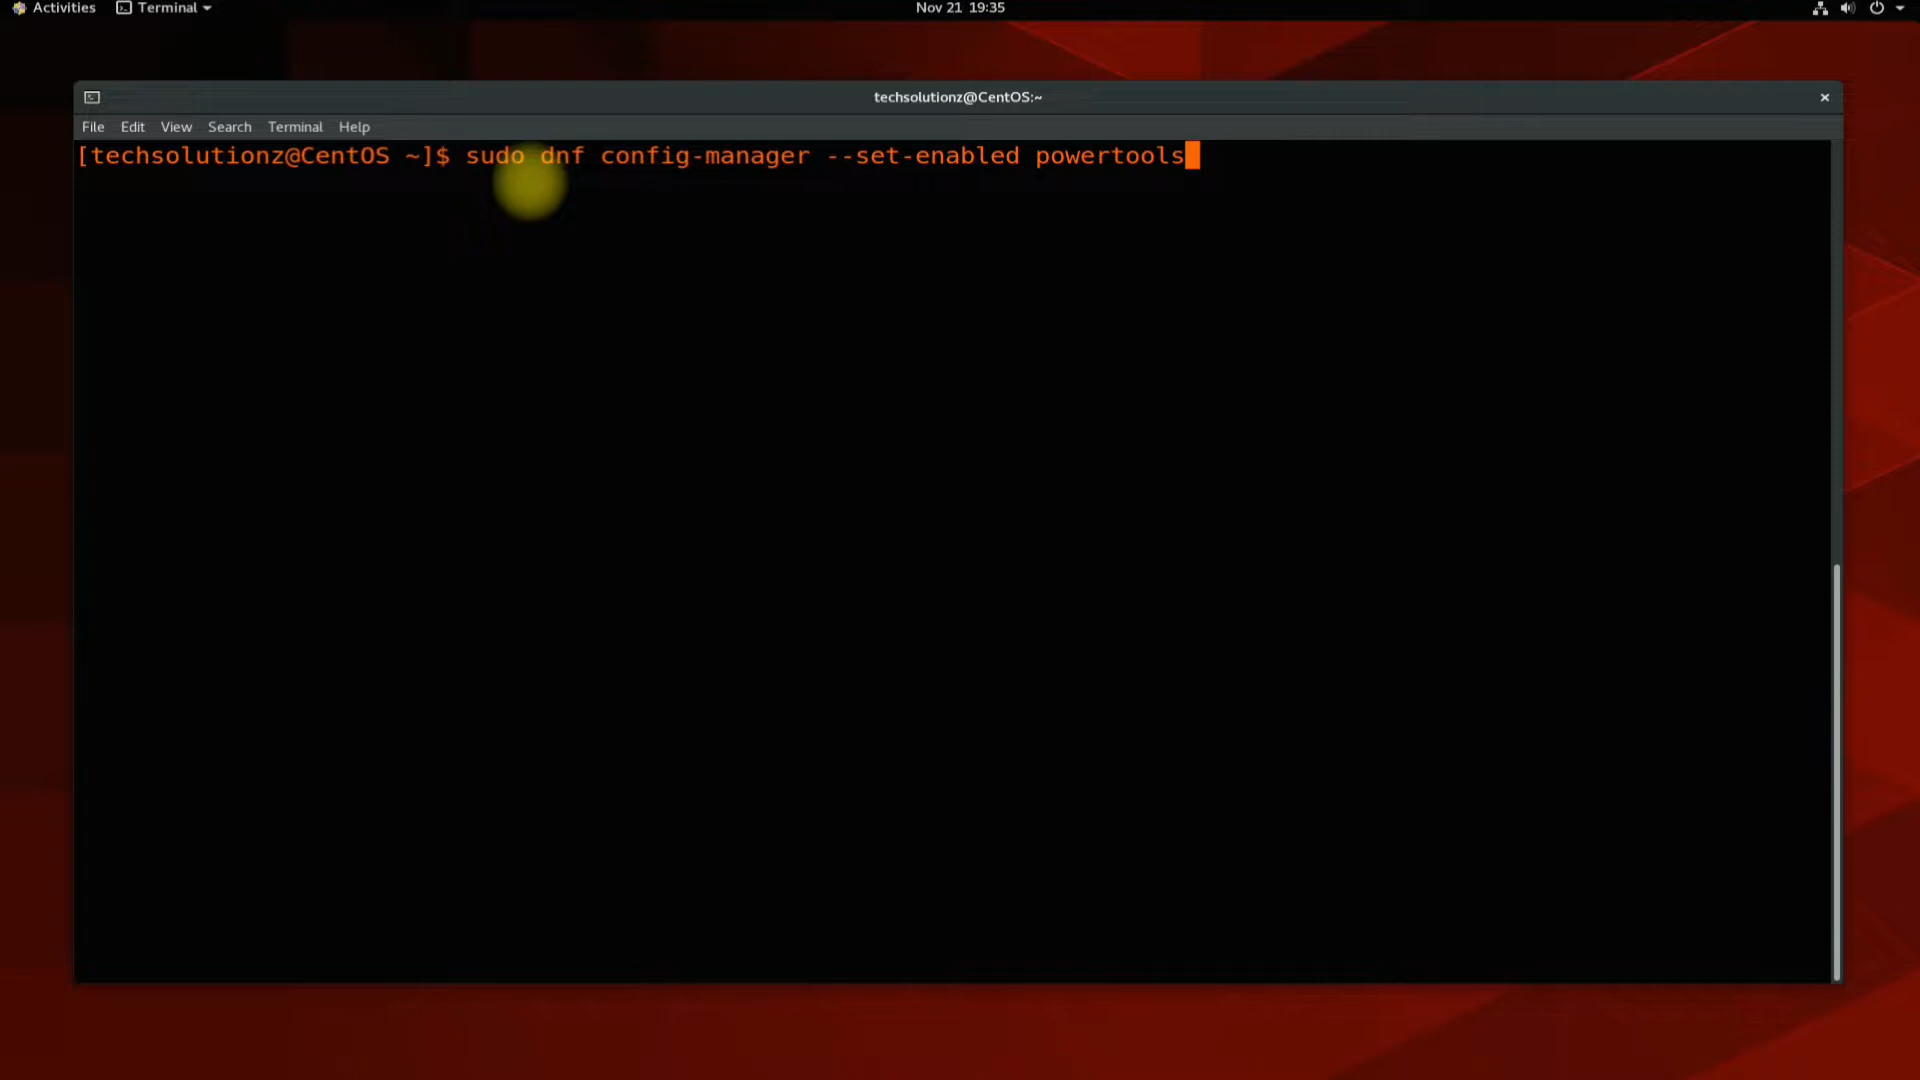 Activities Terminal Nov 21 19:35
techsolutionz@CentOS:~
File Edit View Search Terminal Help
[techsolutionz@CentOS ~]$ sudo dnf config-manager --set-enabled powertools